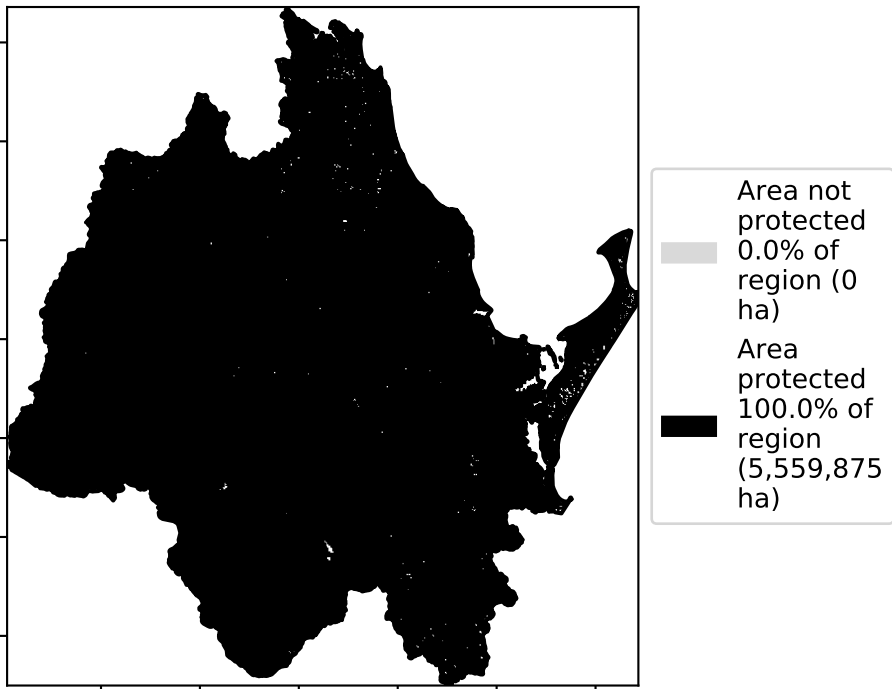 Area not
protected
0.0% of
region (0
ha)
Area
protected
100.0% of
region
(5,559,875
ha)